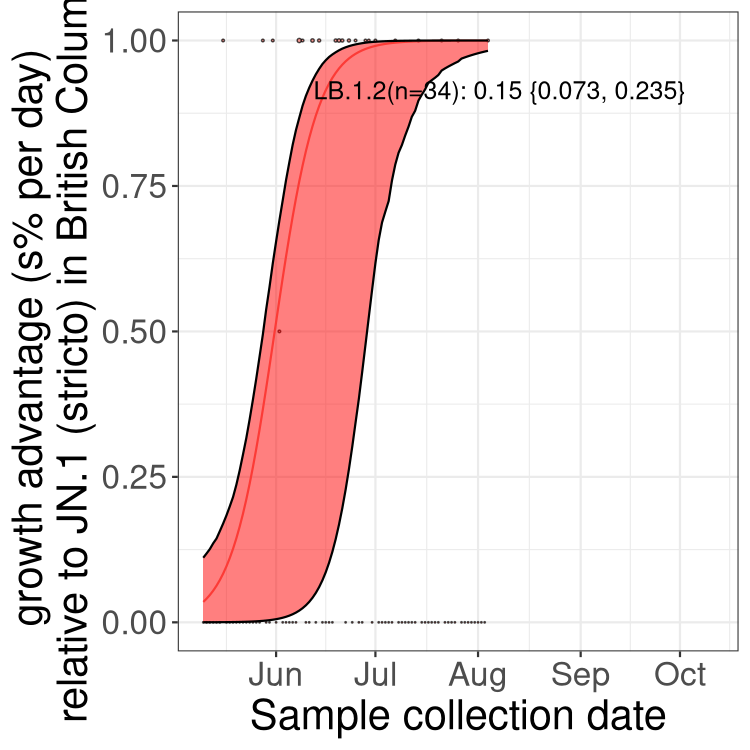 growth advantage (s% per day)
relative to JN.1 (stricto) in British Colum
1.00
0.75
0.50
0.25
0.00
LB.1.2(n=34): 0.15 {0.073, 0.235}
Jun Jul Aug Sep Oct
Sample collection date